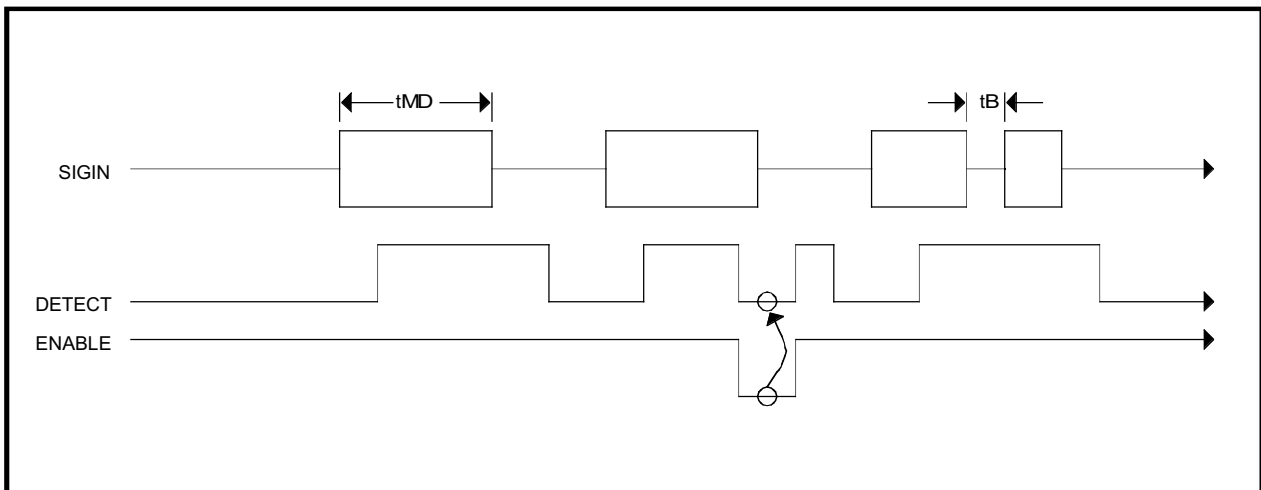 tMD
tB
SIGIN
DETECT
ENABLE